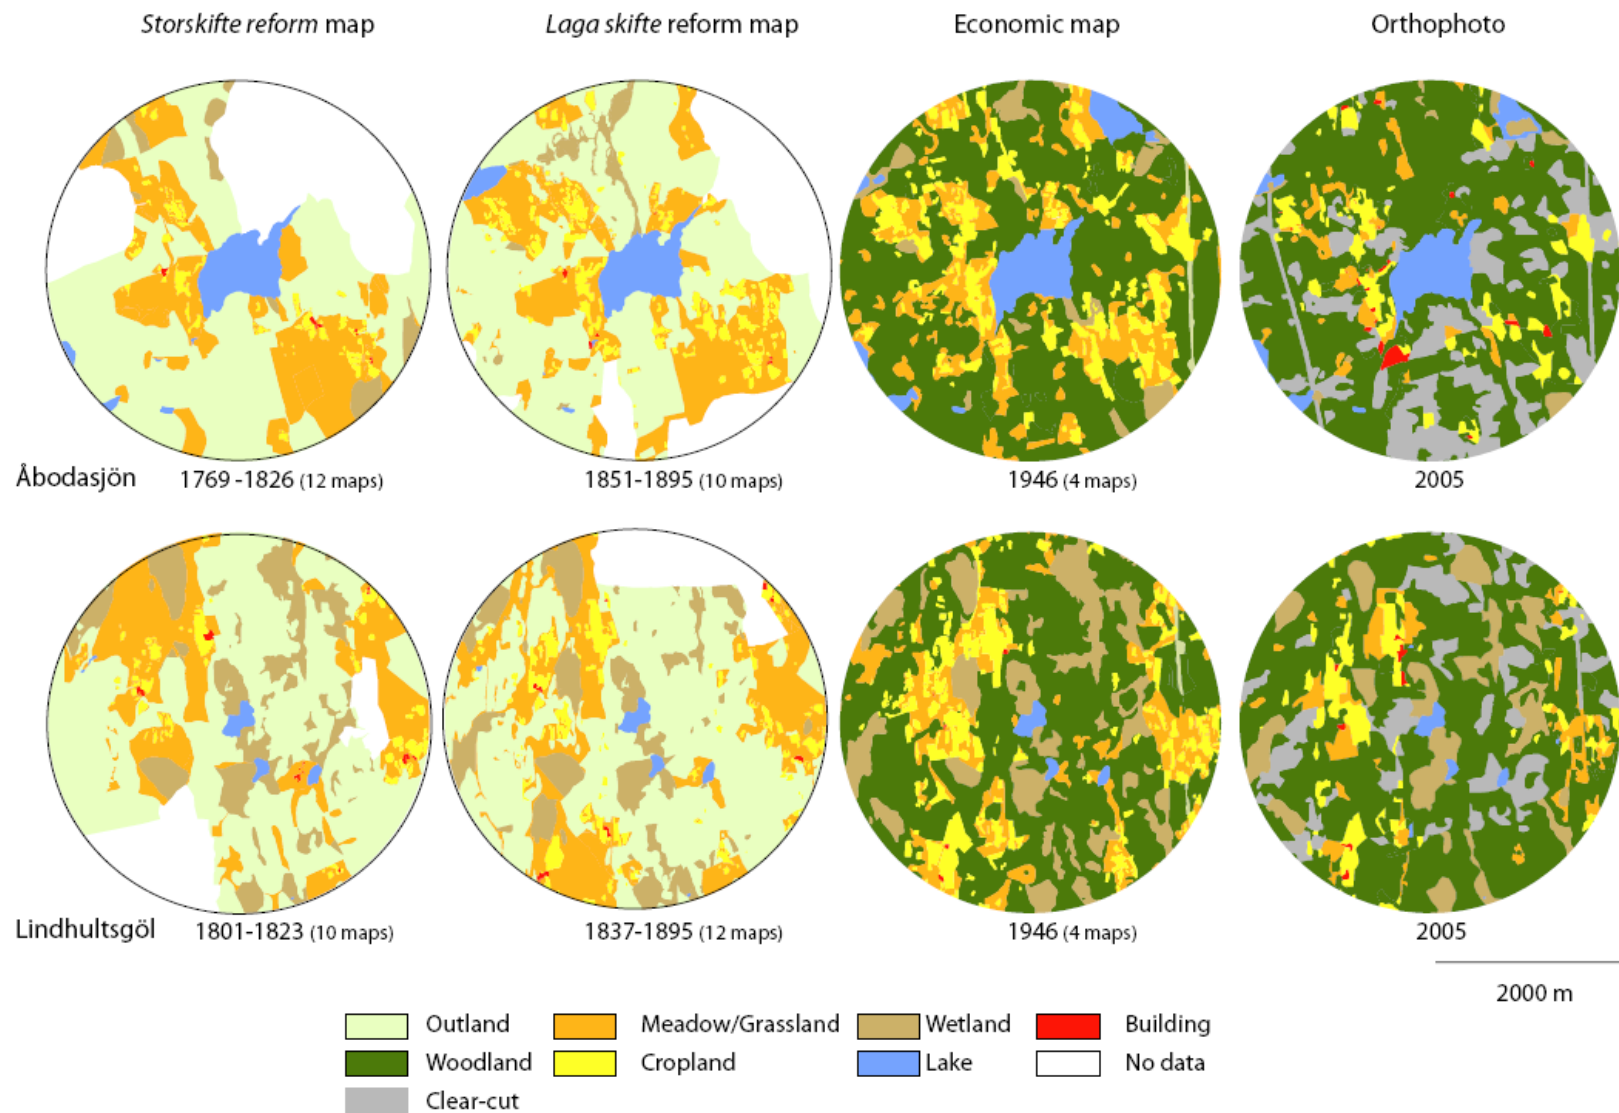 Storskifte reform map Laga skifte reform map Economic map Orthophoto
Åbodasjön 1769 -1826 (12 maps) 1851-1895 (10 maps) 1946 (4 maps) 2005
Lindhultsgöl 1801-1823 (10 maps) 1837-1895 (12 maps) 1946 (4 maps) 2005
2000 m
Outland Meadow/Grassland Wetland Building
Woodland Cropland Lake No data
Clear-cut